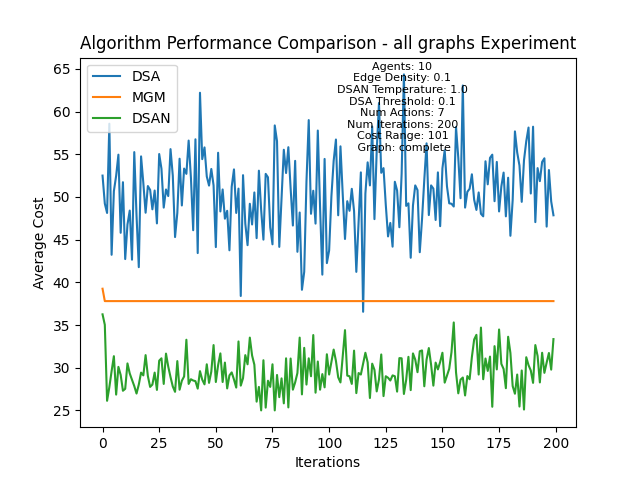 Algorithm Performance Comparison - all graphs Experiment
DSA
MGM
DSAN
Agents: 10
Edge Density: 0.1
DSAN Temperature: 1.0
DSA Threshold: 0.1
Num Actions: 7
Num Iterations: 200
Cost Range: 101
Graph: complete
Average Cost
65
60
55
50
45
40
35
30
25
0
25
50
75
100
125
150
175
200
Iterations